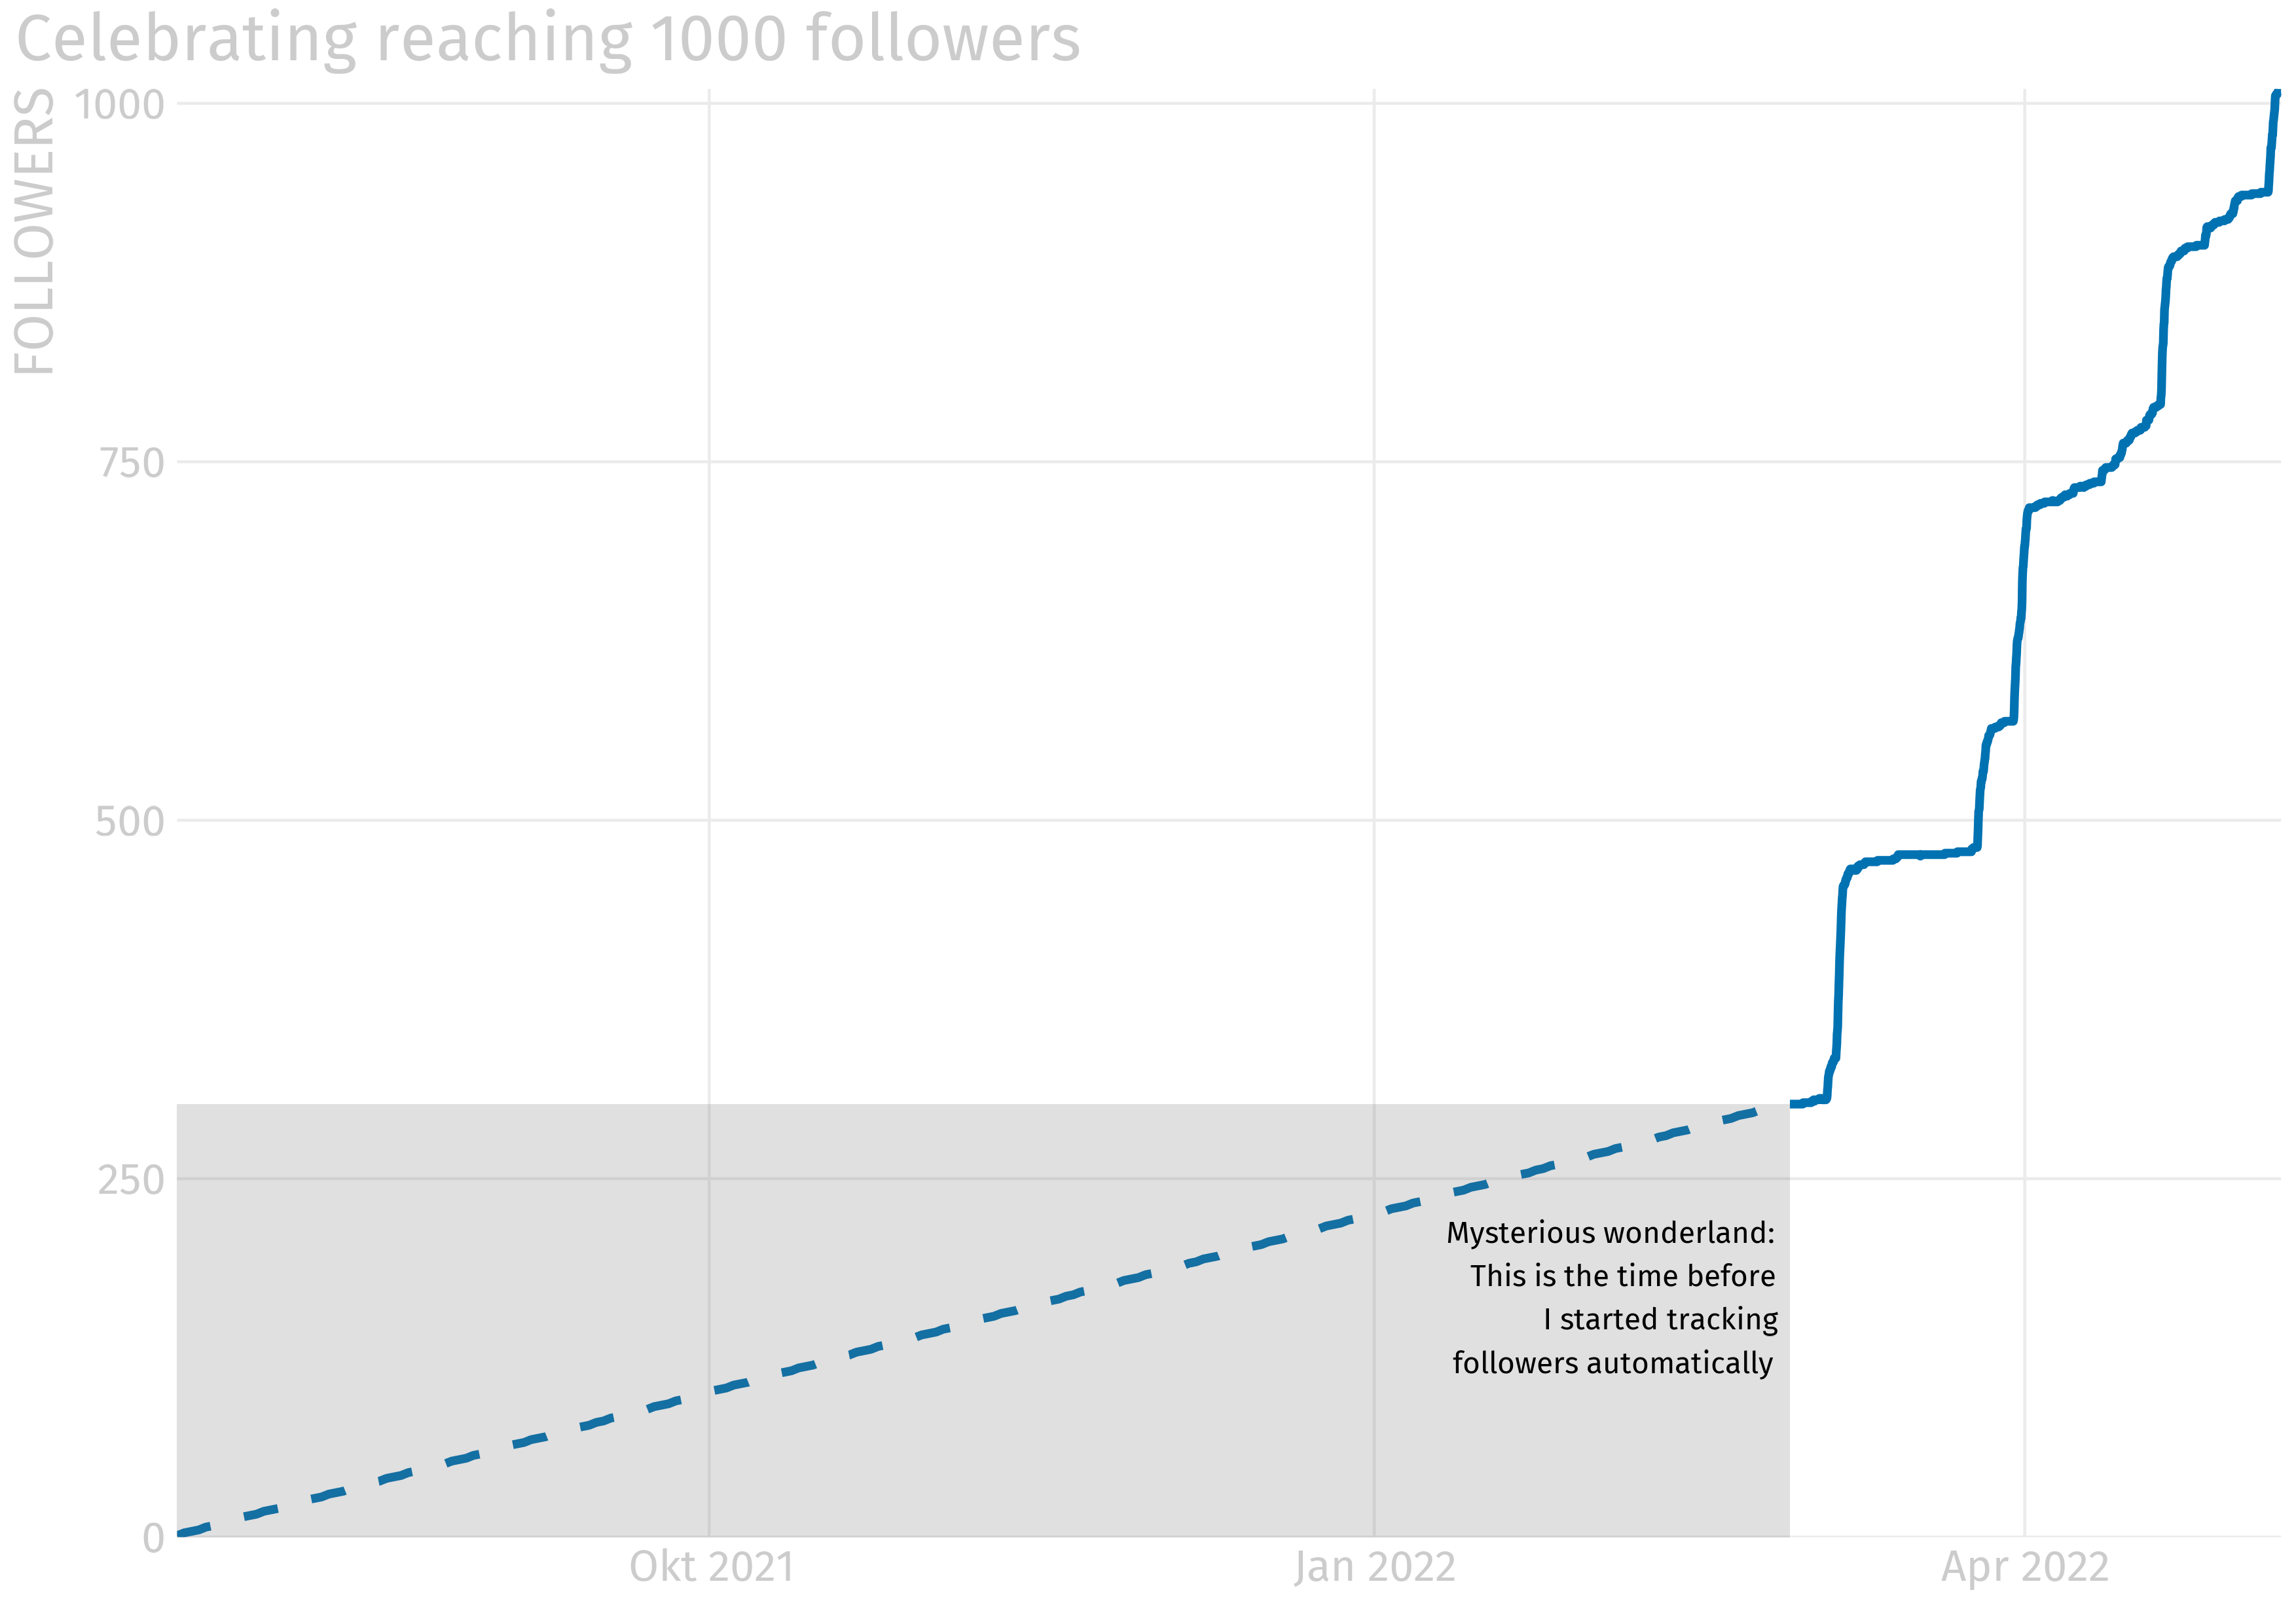 Celebrating reaching 1000 followers
FOLLOWERS
1000
750
500
250
0
Mysterious wonderland:
This is the time before
I started tracking
followers automatically
Okt 2021
Jan 2022
Apr 2022